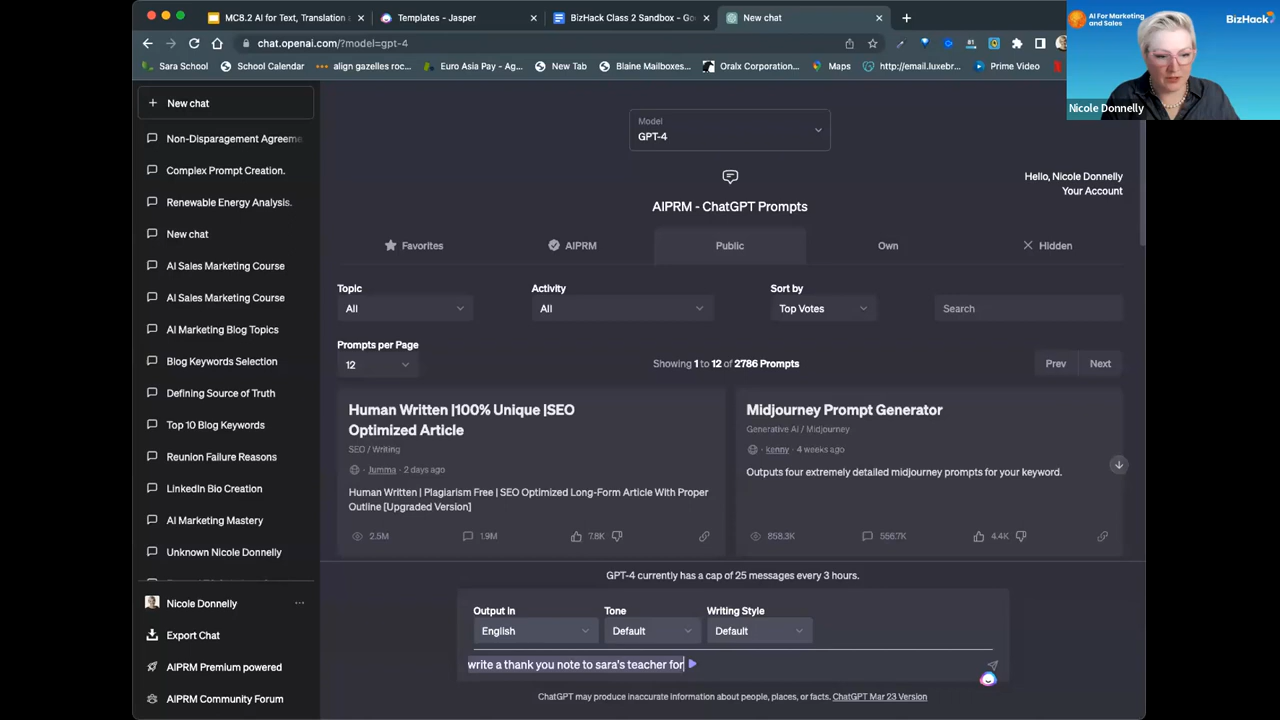 MC8.2 AI for Text, Translation
Templates - Jasper
BizHack Class 2 Sandbox - Go
New chat
chat.openai.com/?model=gpt-4
Sara School
School Calendar
align gazelles roc...
Euro Asia Pay - Ag...
New Tab
Blaine Mailboxes...
Oralx Corporation...
Maps
http://email.luxebr...
Prime Video
AI For Marketing
and Sales
BizHack
Nicole Donnelly
New chat
Non-Disparagement Agreeme
Complex Prompt Creation.
Renewable Energy Analysis.
New chat
AI Sales Marketing Course
AI Sales Marketing Course
AI Marketing Blog Topics
Blog Keywords Selection
Defining Source of Truth
Top 10 Blog Keywords
Reunion Failure Reasons
LinkedIn Bio Creation
AI Marketing Mastery
Unknown Nicole Donnelly
Nicole Donnelly
Export Chat
AIPRM Premium powered
AIPRM Community Forum
Model
GPT-4
Hello, Nicole Donnelly
Your Account
AIPRM - ChatGPT Prompts
Favorites
AIPRM
Public
Own
Hidden
Topic
All
Activity
All
Sort by
Top Votes
Search
Prompts per Page
12
Showing 1 to 12 of 2786 Prompts
Prev
Next
Human Written |100% Unique |SEO
Optimized Article
SEO / Writing
Jumma - 2 days ago
Human Written | Plagiarism Free | SEO Optimized Long-Form Article With Proper
Outline [Upgraded Version]
2.5M
1.9M
7.8K
Midjourney Prompt Generator
Generative Ai / Midjourney
kenny - 4 weeks ago
Outputs four extremely detailed midjourney prompts for your keyword.
858.3K
556.7K
4.4K
GPT-4 currently has a cap of 25 messages every 3 hours.
Output in
English
Tone
Default
Writing Style
Default
write a thank you note to sara's teacher for
ChatGPT may produce inaccurate information about people, places, or facts. ChatGPT Mar 23 Version